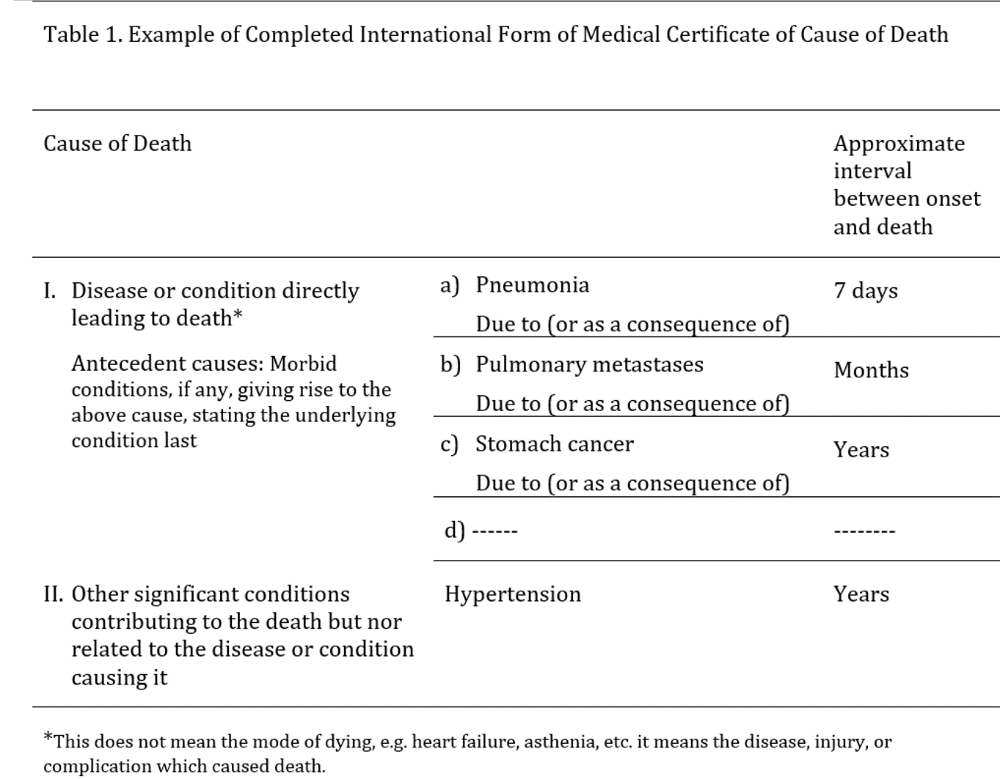 Table 1. Example of Completed International Form of Medical Certificate of Cause of Death
Cause of Death
Approximate
interval
between onset
and death
I. Disease or condition directly
leading to death*
a) Pneumonia
7 days
Due to (or as a consequence of)
Antecedent causes: Morbid
conditions, if any, giving rise to the
above cause, stating the underlying
condition last
b) Pulmonary metastases
Months
Due to (or as a consequence of)
c) Stomach cancer
Years
Due to (or as a consequence of)
d) ------
--------
II. Other significant conditions
contributing to the death but nor
related to the disease or condition
causing it
Hypertension
Years
*This does not mean the mode of dying, e.g. heart failure, asthenia, etc. it means the disease, injury, or
complication which caused death.